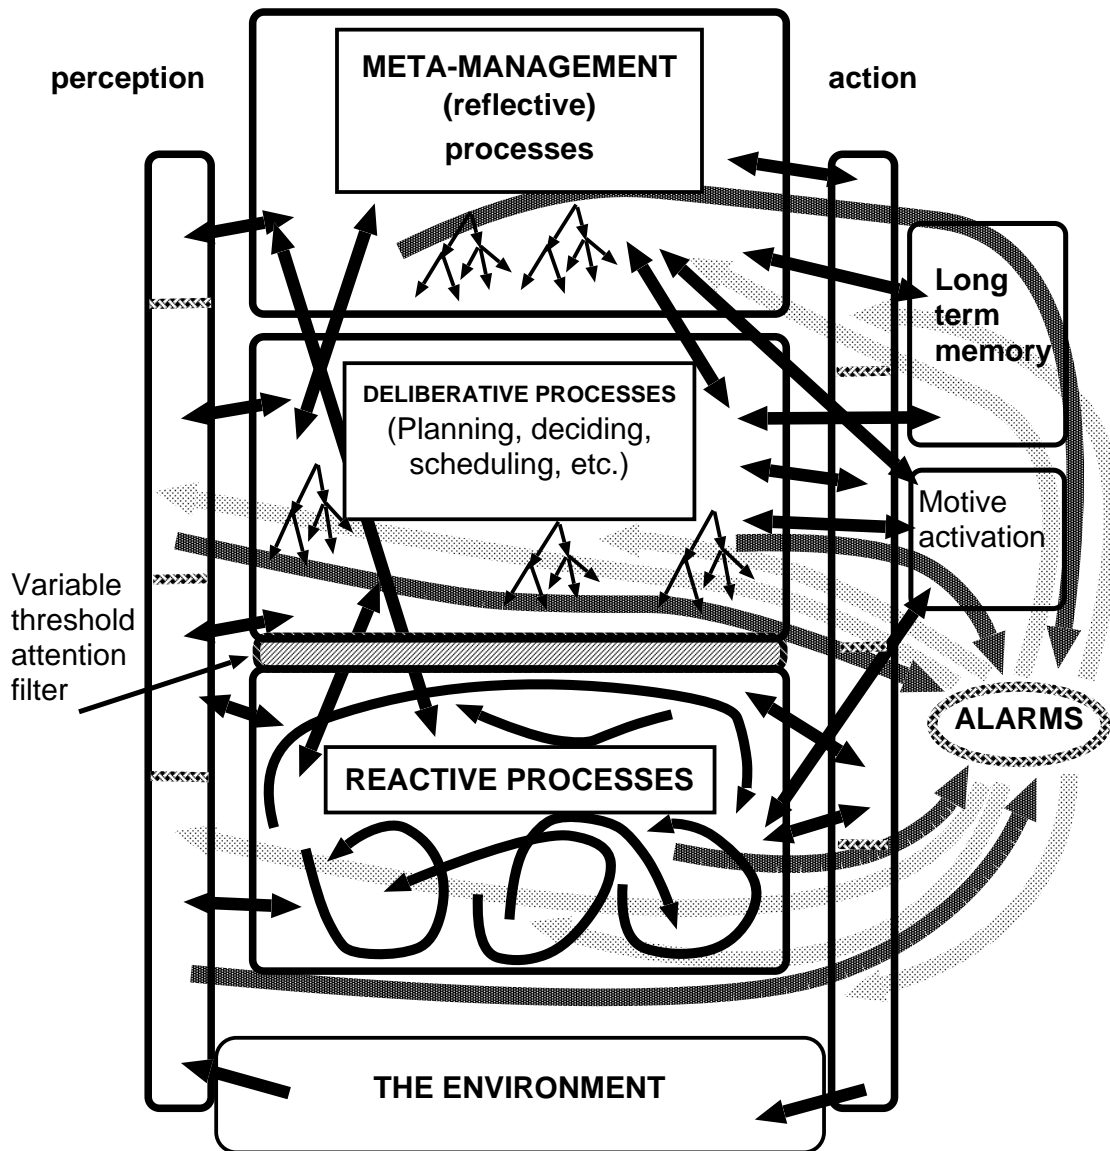 META-MANAGEMENT
(reflective)
processes
perception
action
Long
term
memory
DELIBERATIVE PROCESSES
(Planning, deciding,
scheduling, etc.)
Motive
activation
Variable
threshold
attention
filter
ALARMS
REACTIVE PROCESSES
THE ENVIRONMENT